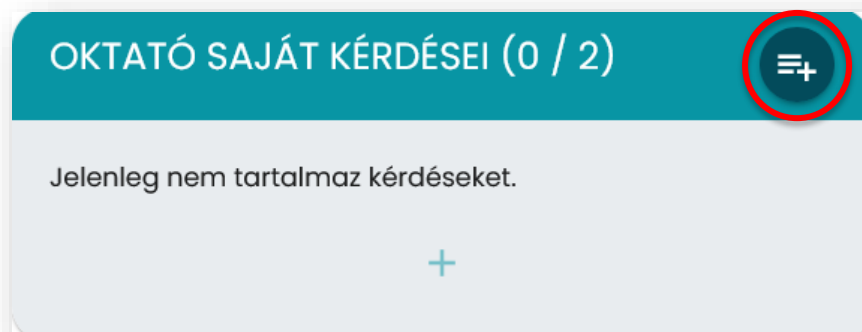 OKTATÓ SAJÁT KÉRDÉSEI (0 / 2)
Jelenleg nem tartalmaz kérdéseket.